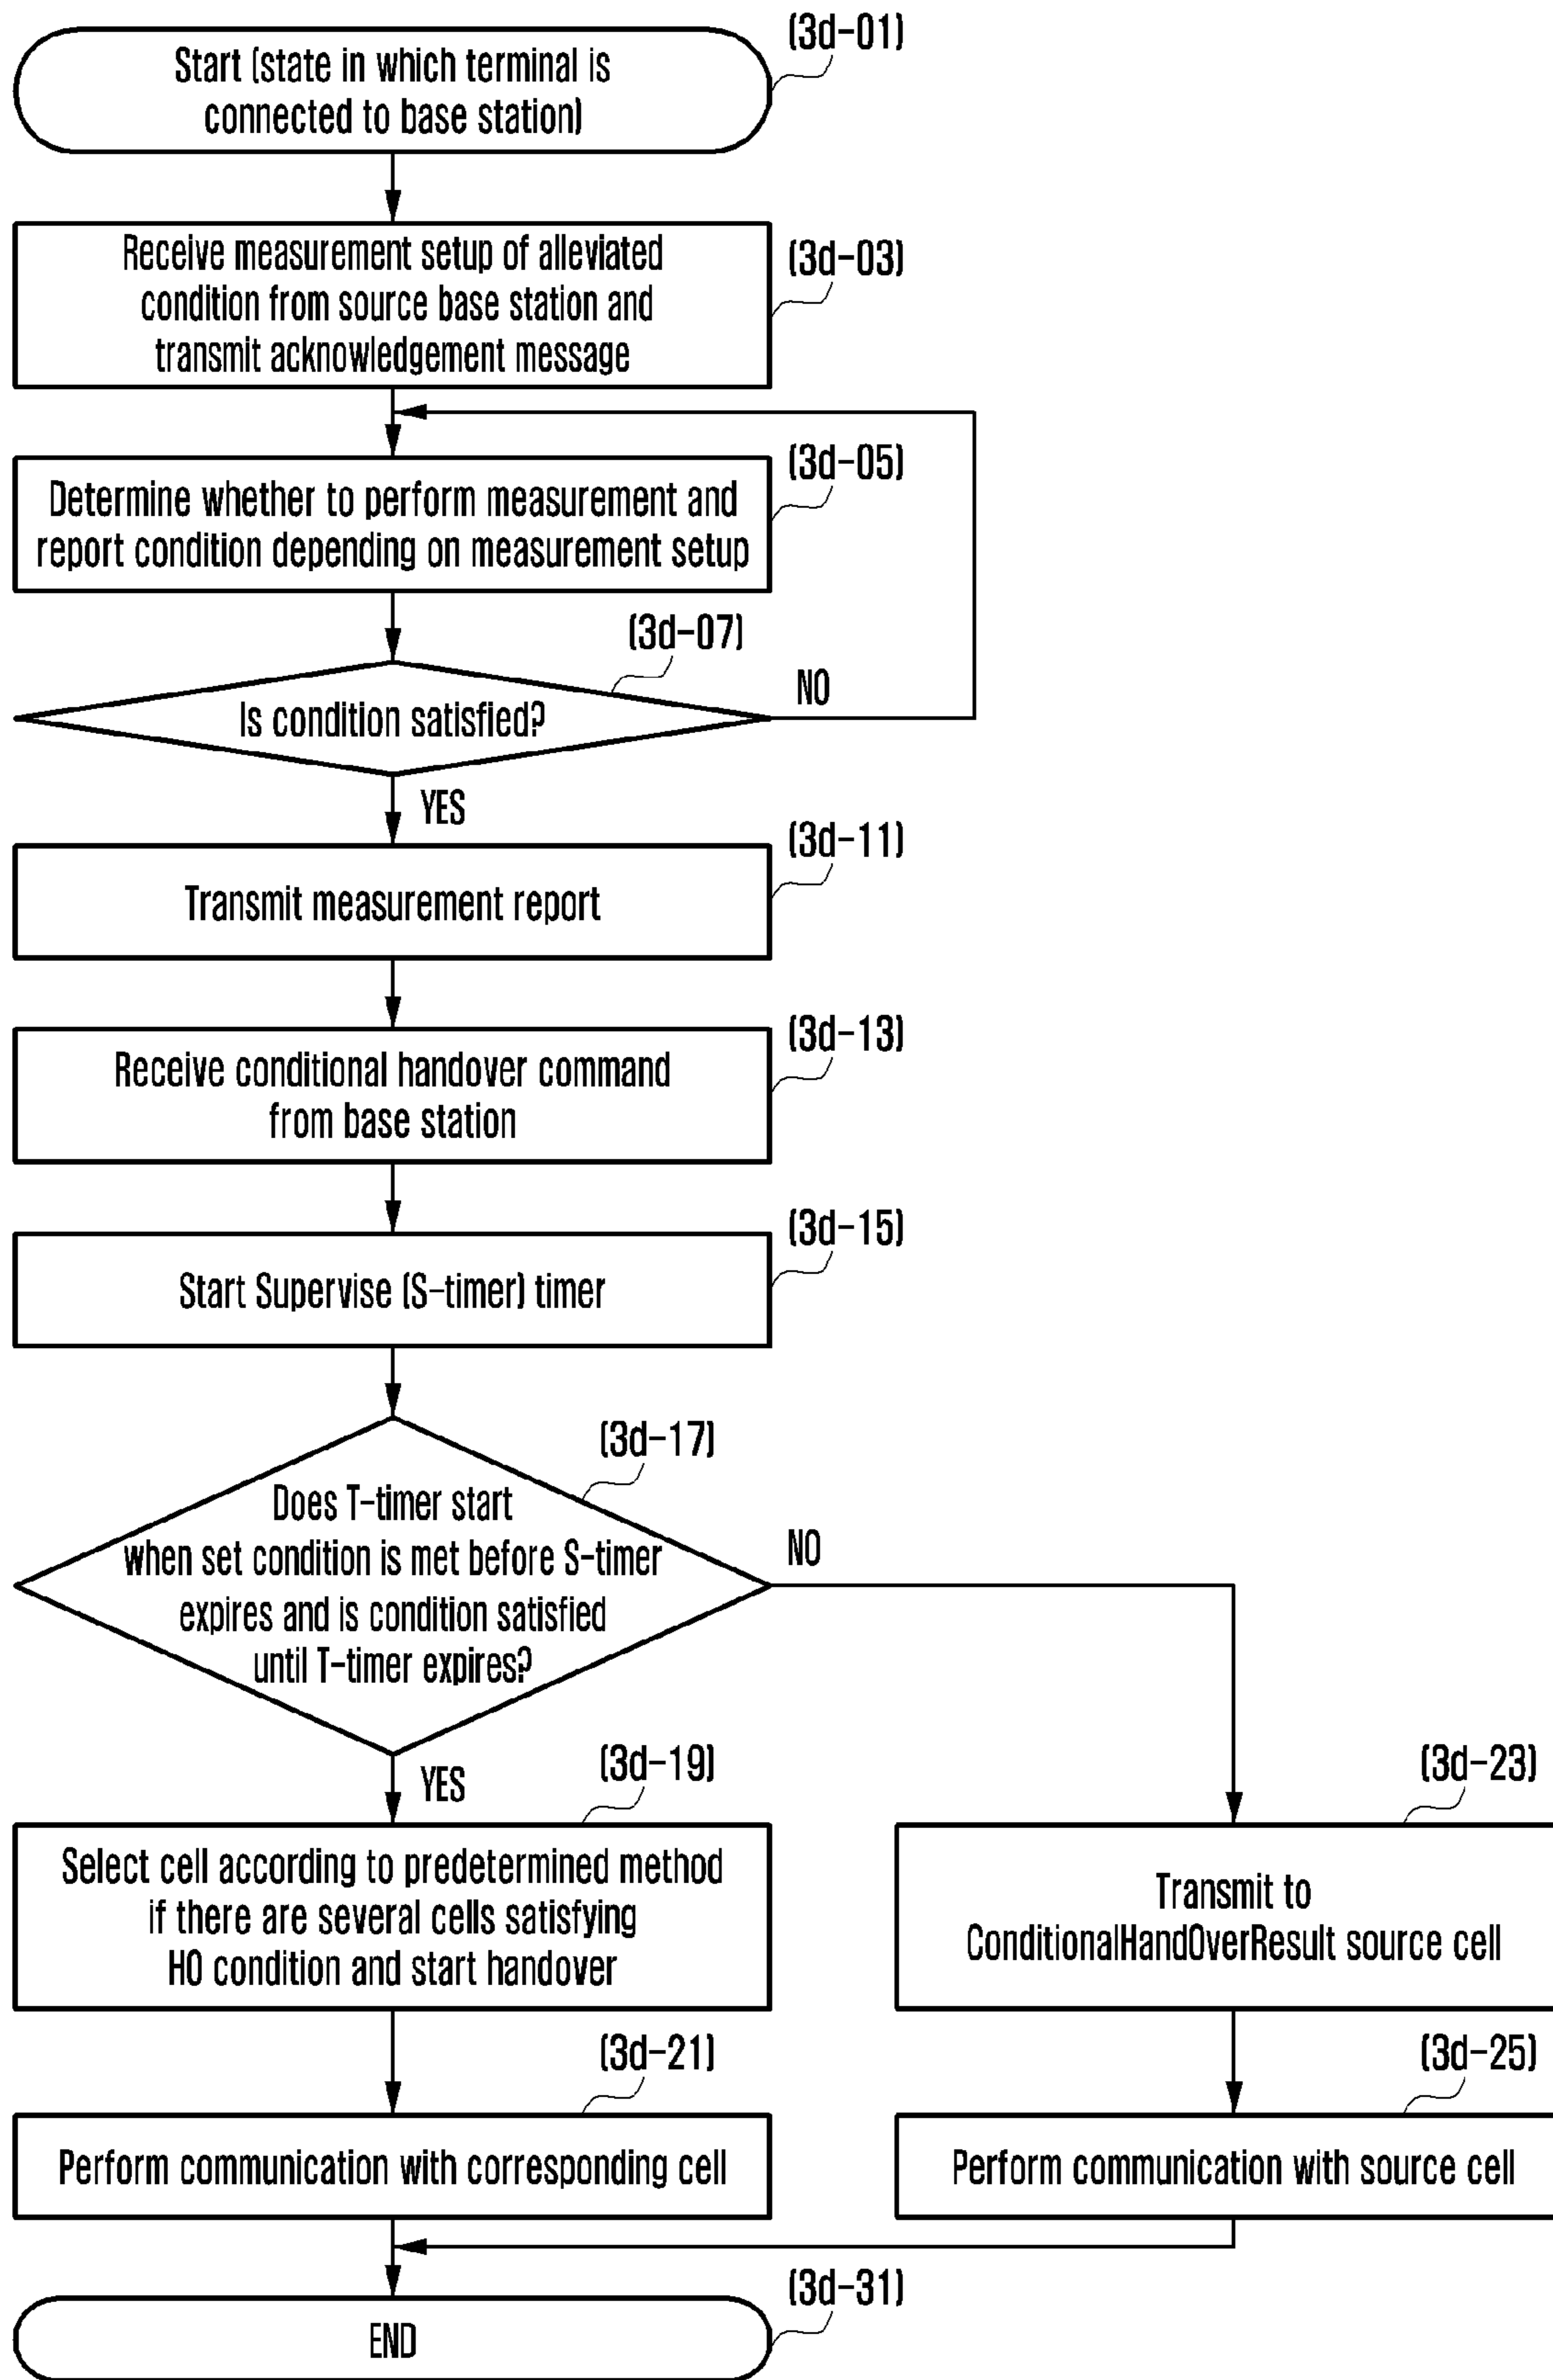 (3d-01)
Start (state in which terminal is
connected to base station)
Receive measurement setup of alleviated
condition from source base station and
transmit acknowledgement message
(3d-03)
(3d-05)
Determine whether to perform measurement and
report condition depending on measurement setup
(3d-07)
NO
Is condition satisfied?
YES
(3d-11)
Transmit measurement report
(3d-13)
Receive conditional handover command
from base station
(3d-15)
Start Supervise (S-timer) timer
(3d-17)
Does T-timer start
when set condition is met before S-timer
expires and is condition satisfied
until T-timer expires?
NO
YES
(3d-19)
(3d-23)
Select cell according to predetermined method
if there are several cells satisfying
HO condition and start handover
Transmit to
ConditionalHandOverResult source cell
(3d-21)
(3d-25)
Perform communication with corresponding cell
Perform communication with source cell
(3d-31)
END